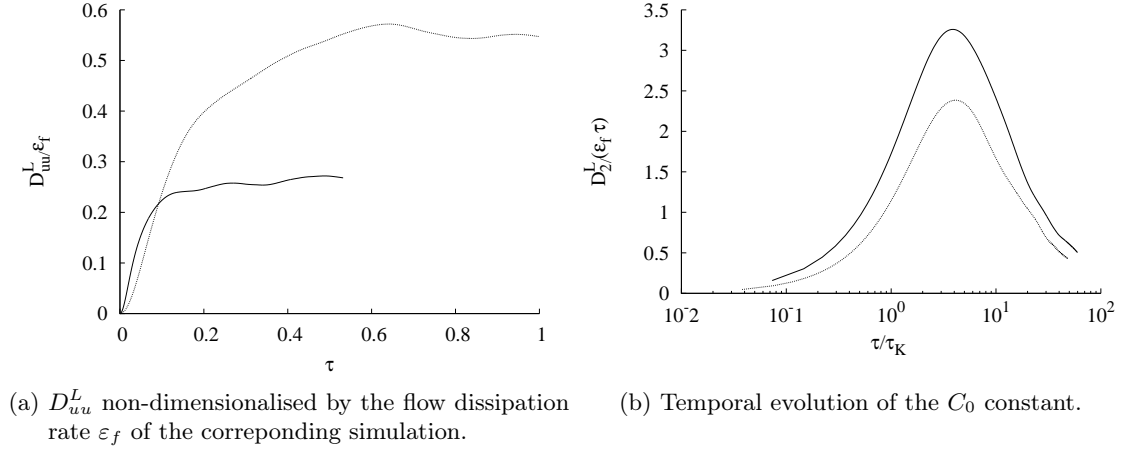 0.6
0.5
0.4
0.3
0.2
0.1
0
D^L_uu/ε_f
0 0.2 0.4 0.6 0.8 1
τ
3.5
3
2.5
2
1.5
1
0.5
0
D^L_2/(ε_f τ)
10^-2 10^-1 10^0 10^1 10^2
τ/τ_K
(a) D^L_uu non-dimensionalised by the flow dissipation
rate ε_f of the correponding simulation.
(b) Temporal evolution of the C_0 constant.